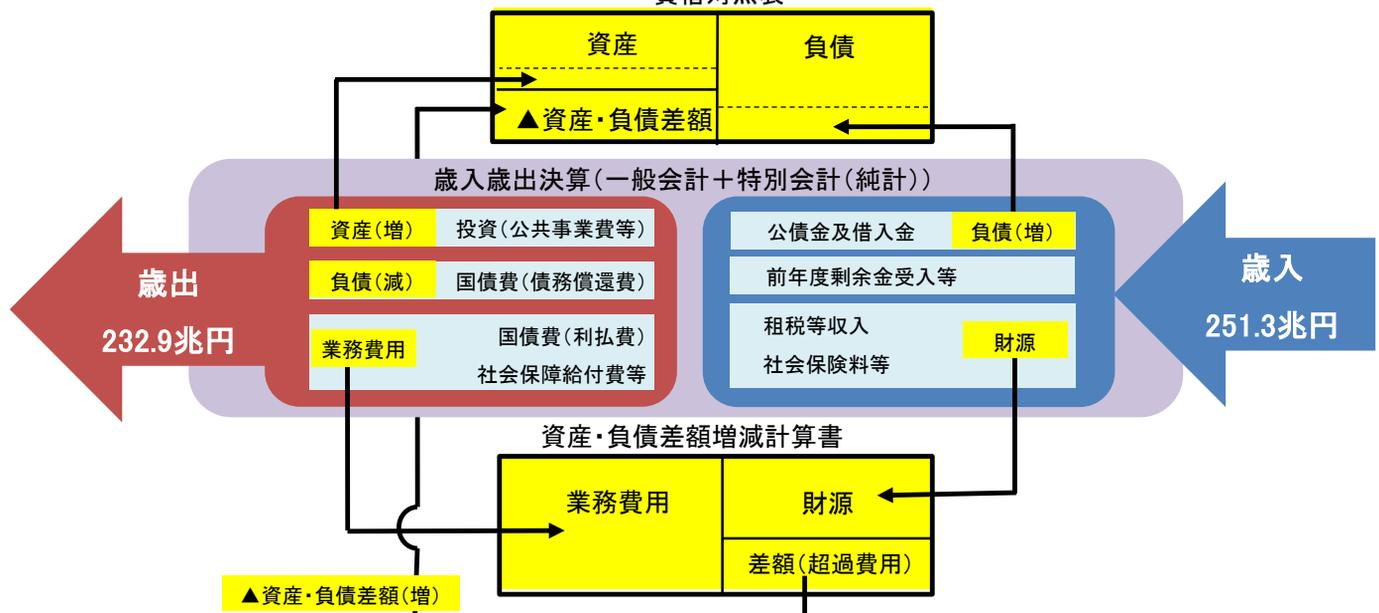 資産
負債
▲資産・負債差額
歳入歳出決算(一般会計+特別会計(純計))
歳出
232.9兆円
資産(増)
投資(公共事業費等)
負債(減)
国債費(債務償還費)
業務費用
国債費(利払費)
社会保障給付費等
公債金及借入金
負債(増)
前年度剰余金受入等
租税等収入
社会保険料等
財源
歳入
251.3兆円
資産・負債差額増減計算書
業務費用
財源
差額(超過費用)
▲資産・負債差額(増)